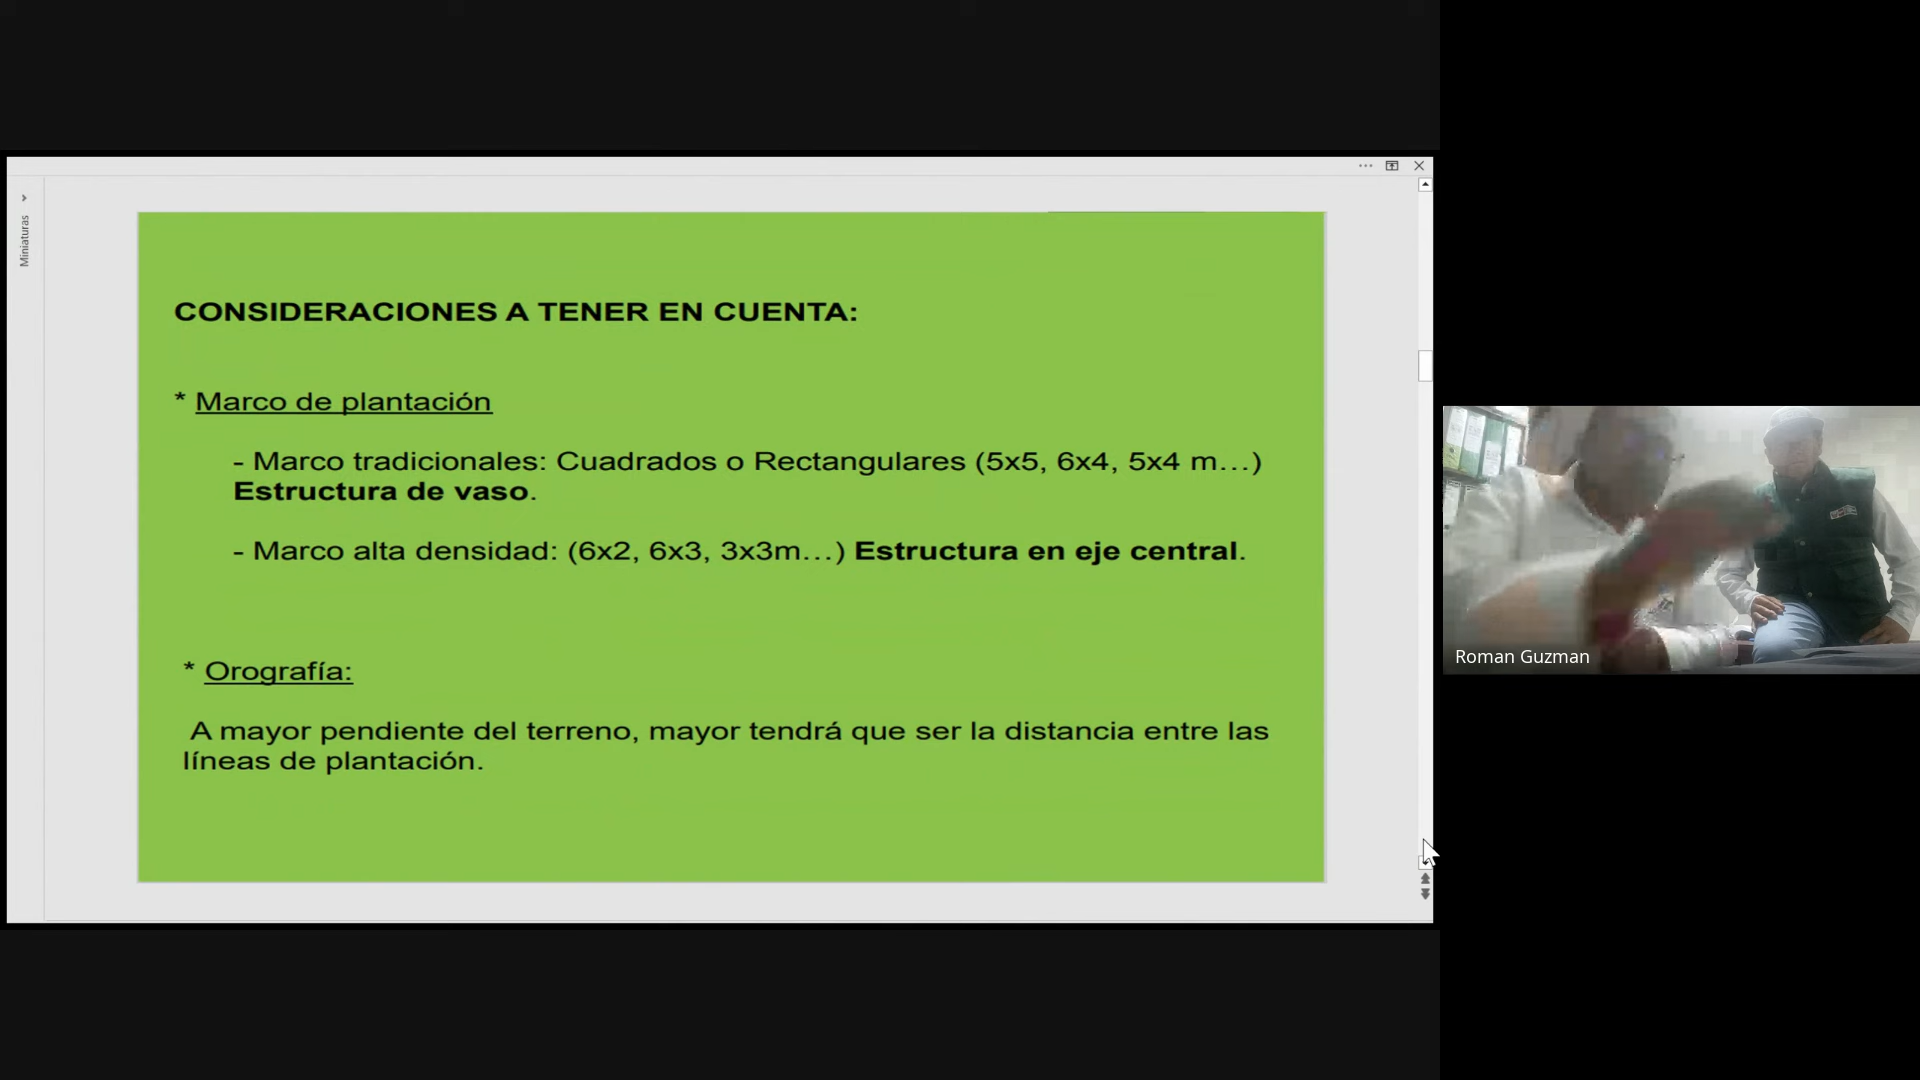 Miniaturas
CONSIDERACIONES A TENER EN CUENTA:
* Marco de plantación
- Marco tradicionales: Cuadrados o Rectangulares (5x5, 6x4, 5x4 m…)
Estructura de vaso.
- Marco alta densidad: (6x2, 6x3, 3x3m…) Estructura en eje central.
* Orografía:
A mayor pendiente del terreno, mayor tendrá que ser la distancia entre las
líneas de plantación.
Roman Guzman